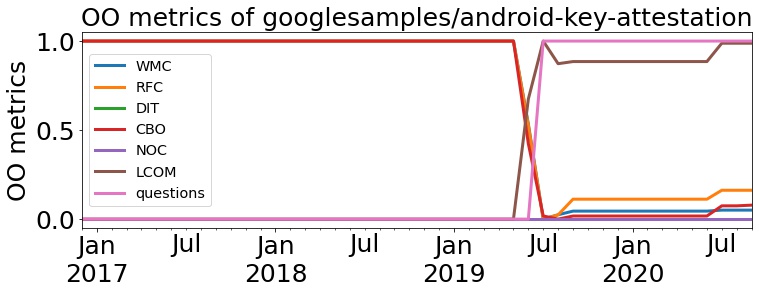 OO metrics of googlesamples/android-key-attestation
OO metrics
1.0
0.5
0.0
WMC
RFC
DIT
CBO
NOC
LCOM
questions
Jan Jul Jan Jul Jan Jul Jan Jul
2017 2018 2019 2020